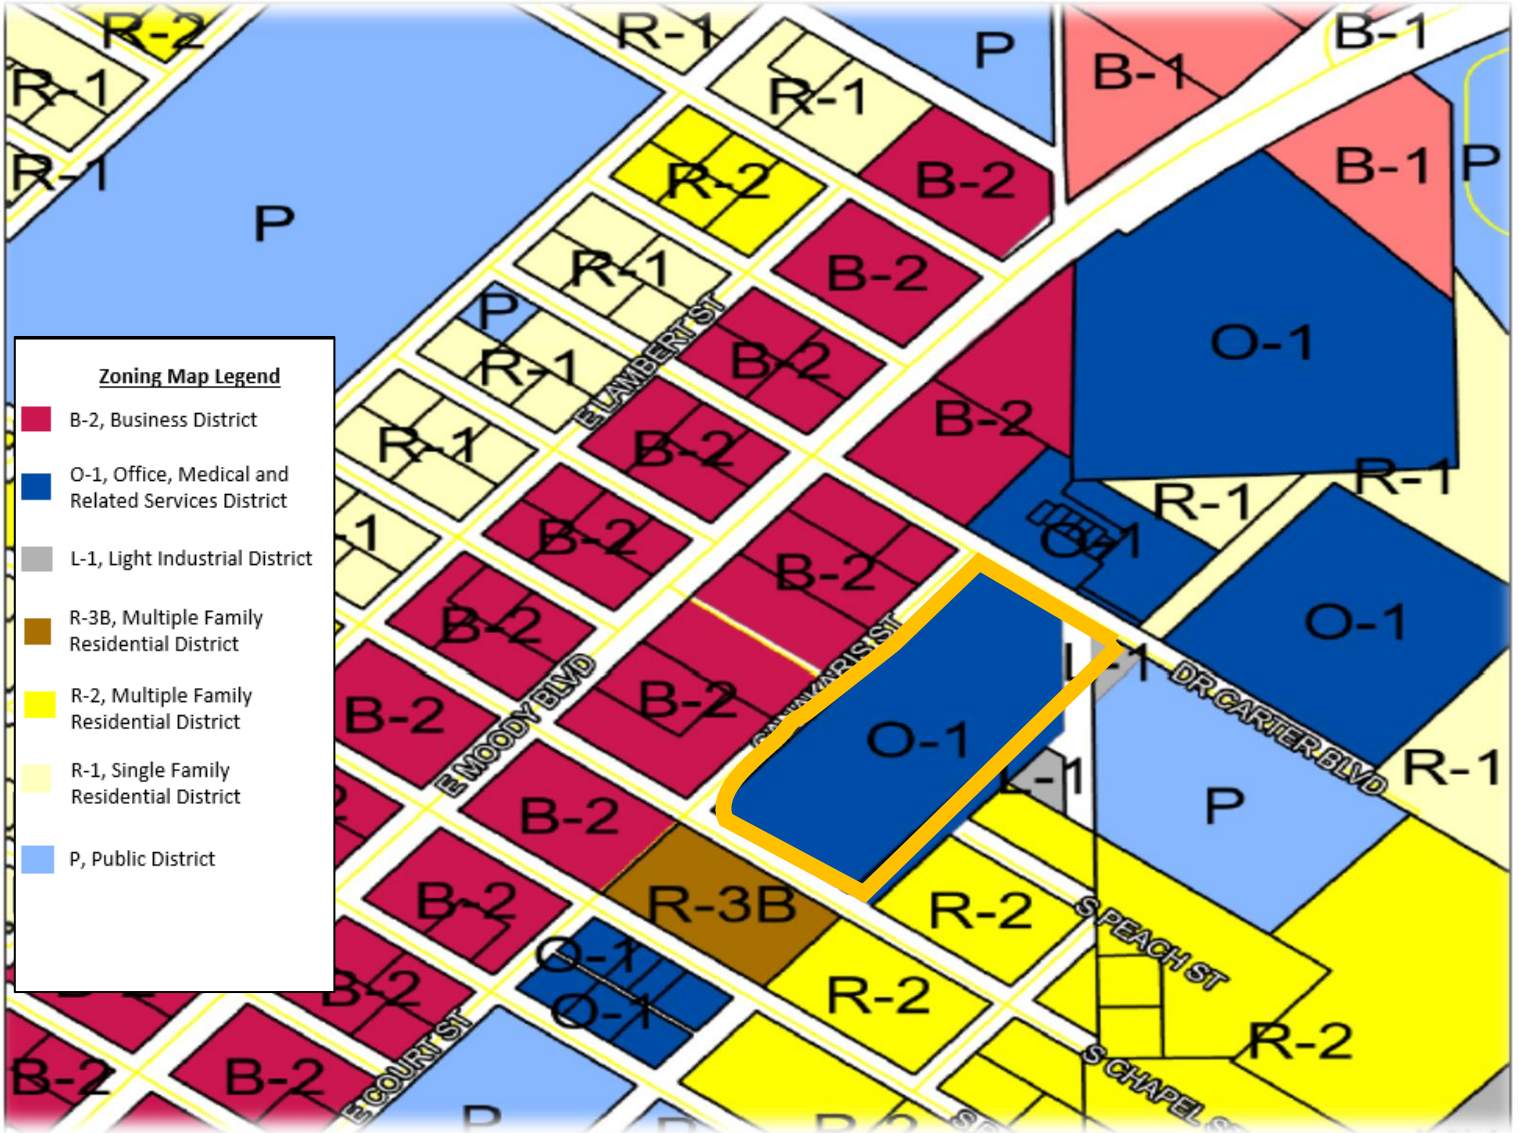 R-2
R-1
P
B-1
B-1
R-1
R-1
B-1
P
R-2
B-2
R-1
P
R-1
B-2
P
O-1
E LAMBERT ST
B-2
R-1
B-2
R-1
B-2
R-1
R-1
-1
B-2
O-1
B-2
O-1
B-2
L-1
B-2
E MOODY BLVD
DR CARTER BLVD
B-2
O-1
R-1
L-1
P
B-2
B-2
R-3B
R-2
S PEACH ST
O-1
O-1
B-2
R-2
R-2
E COURT ST
S CHAPEL
B-2
B-2
P
Zoning Map Legend
B-2, Business District
O-1, Office, Medical and
Related Services District
L-1, Light Industrial District
R-3B, Multiple Family
Residential District
R-2, Multiple Family
Residential District
R-1, Single Family
Residential District
P, Public District